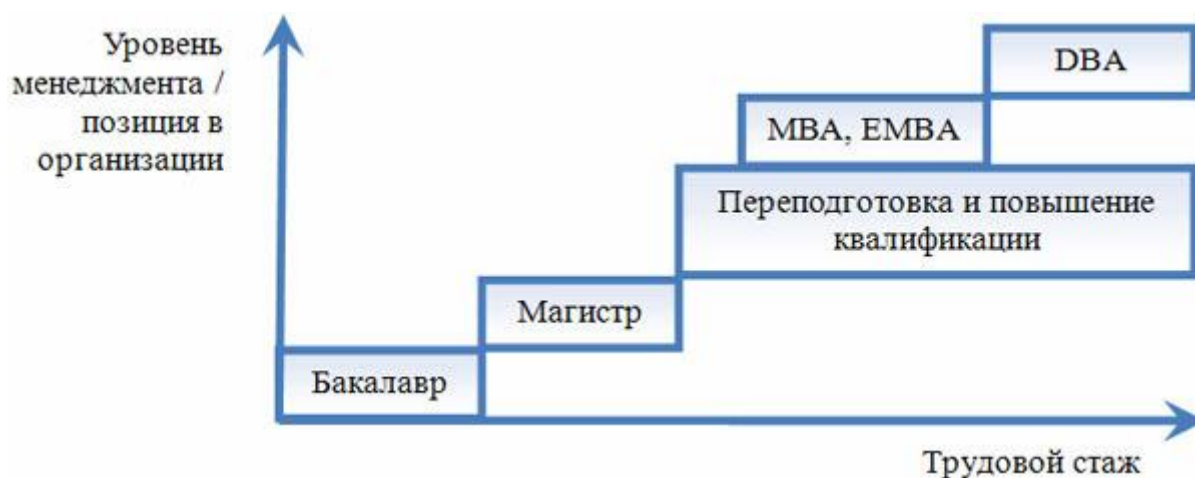 Уровень
менеджмента /
позиция в
организации
DBA
MBA, EMBA
Переподготовка и повышение
квалификации
Магистр
Бакалавр
Трудовой стаж